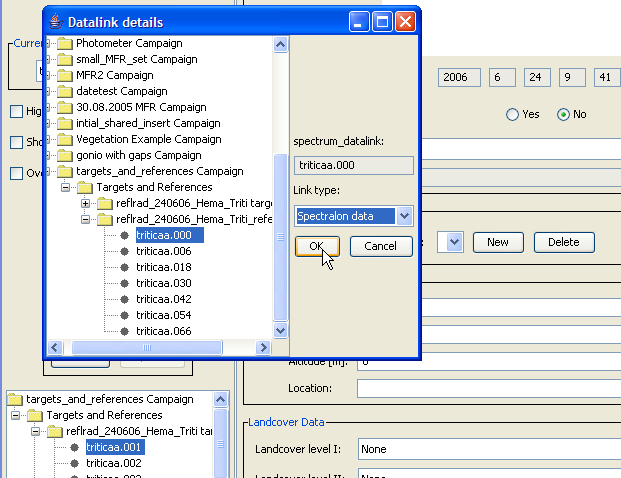 Datalink details
Photometer Campaign
small_MFR_set Campaign
MFR2 Campaign
datetest Campaign
30.08.2005 MFR Campaign
intial_shared_insert Campaign
Vegetation Example Campaign
gonio with gaps Campaign
targets_and_references Campaign
Targets and References
reflrad_240606_Hema_Triti targe
reflrad_240606_Hema_Triti_refe
triticaa.000
triticaa.006
triticaa.018
triticaa.030
triticaa.042
triticaa.054
triticaa.066
spectrum_datalink:
triticaa.000
Link type:
Spectralon data
OK Cancel
Curren
Hig
Sho
Ove
2006 6 24 9 41
Yes No
New Delete
Altitude [m]: 0
Location:
Landcover Data
Landcover level I: None
Landcover level II: None
targets_and_references Campaign
Targets and References
reflrad_240606_Hema_Triti tar
triticaa.001
triticaa.002